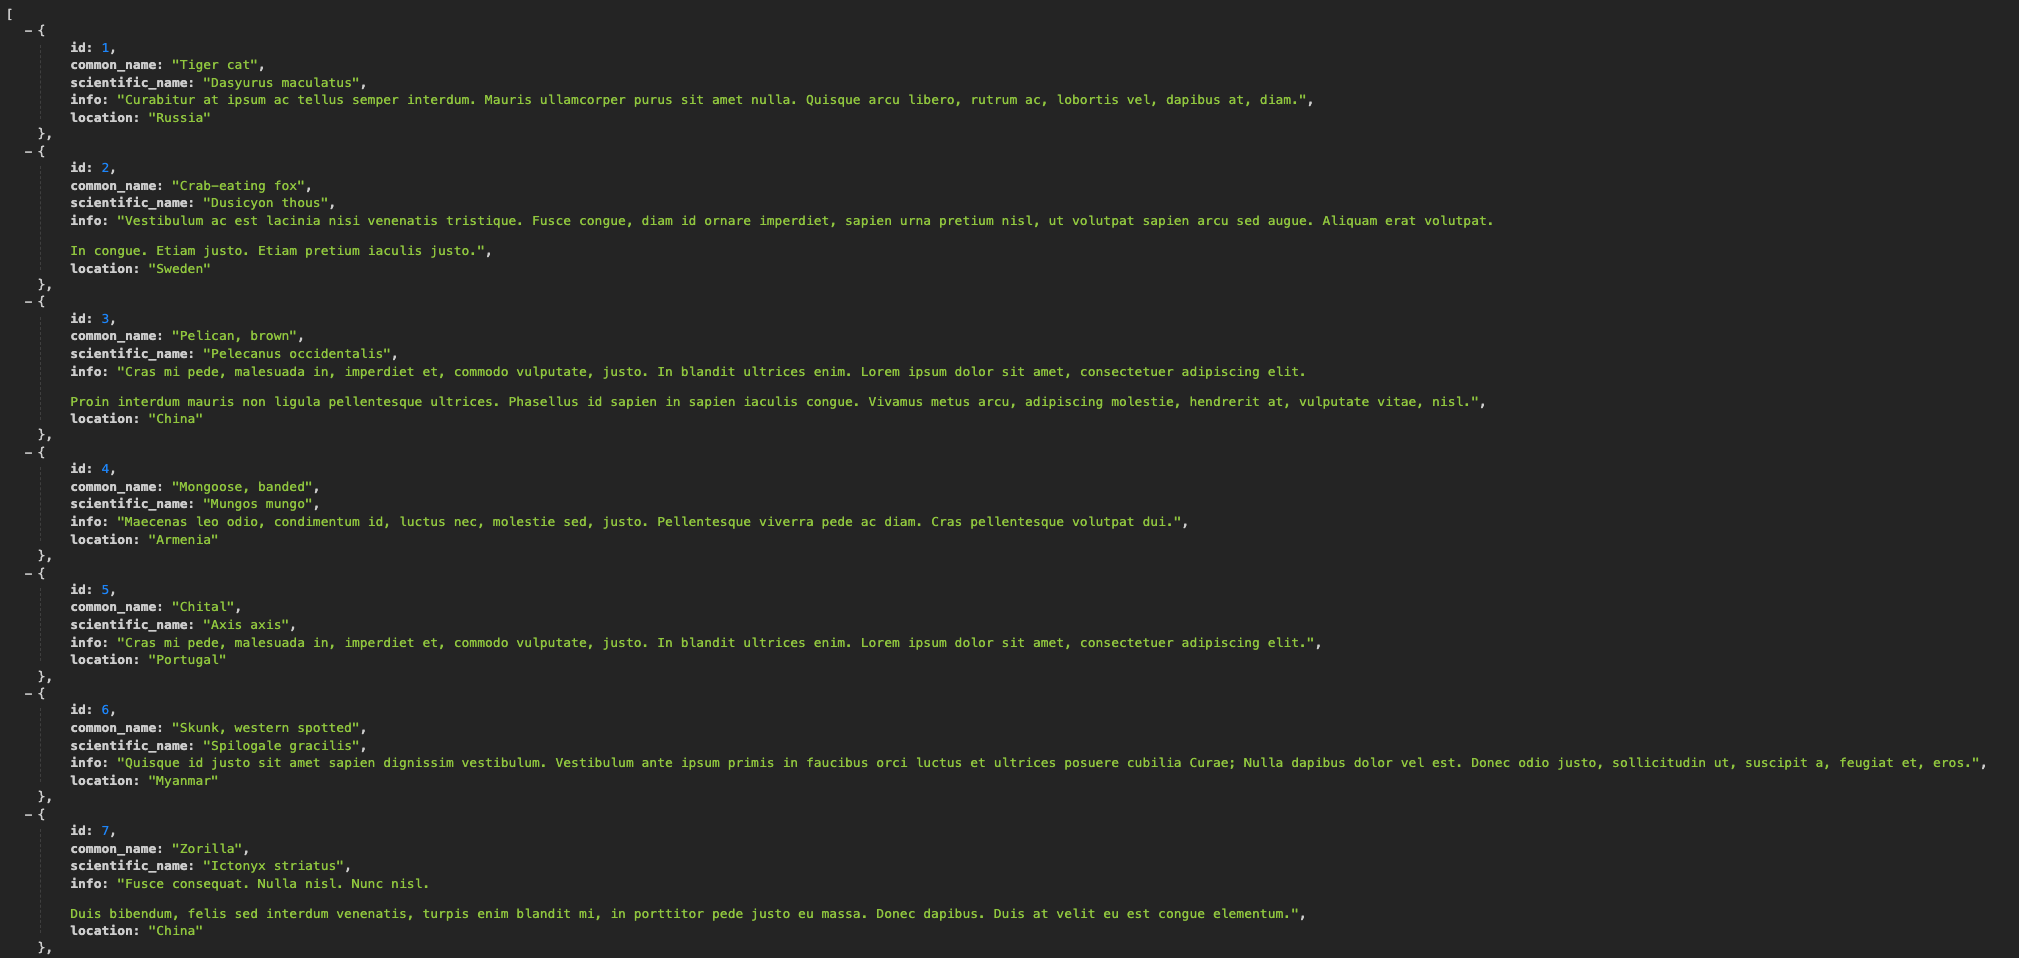 [
– {
id: 1,
common_name: "Tiger cat",
scientific_name: "Dasyurus maculatus",
info: "Curabitur at ipsum ac tellus semper interdum. Mauris ullamcorper purus sit amet nulla. Quisque arcu libero, rutrum ac, lobortis vel, dapibus at, diam.",
location: "Russia"
},
– {
id: 2,
common_name: "Crab-eating fox",
scientific_name: "Dusicyon thous",
info: "Vestibulum ac est lacinia nisi venenatis tristique. Fusce congue, diam id ornare imperdiet, sapien urna pretium nisl, ut volutpat sapien arcu sed augue. Aliquam erat volutpat.
In congue. Etiam justo. Etiam pretium iaculis justo.",
location: "Sweden"
},
– {
id: 3,
common_name: "Pelican, brown",
scientific_name: "Pelecanus occidentalis",
info: "Cras mi pede, malesuada in, imperdiet et, commodo vulputate, justo. In blandit ultrices enim. Lorem ipsum dolor sit amet, consectetuer adipiscing elit.
Proin interdum mauris non ligula pellentesque ultrices. Phasellus id sapien in sapien iaculis congue. Vivamus metus arcu, adipiscing molestie, hendrerit at, vulputate vitae, nisl.",
location: "China"
},
– {
id: 4,
common_name: "Mongoose, banded",
scientific_name: "Mungos mungo",
info: "Maecenas leo odio, condimentum id, luctus nec, molestie sed, justo. Pellentesque viverra pede ac diam. Cras pellentesque volutpat dui.",
location: "Armenia"
},
– {
id: 5,
common_name: "Chital",
scientific_name: "Axis axis",
info: "Cras mi pede, malesuada in, imperdiet et, commodo vulputate, justo. In blandit ultrices enim. Lorem ipsum dolor sit amet, consectetuer adipiscing elit.",
location: "Portugal"
},
– {
id: 6,
common_name: "Skunk, western spotted",
scientific_name: "Spilogale gracilis",
info: "Quisque id justo sit amet sapien dignissim vestibulum. Vestibulum ante ipsum primis in faucibus orci luctus et ultrices posuere cubilia Curae; Nulla dapibus dolor vel est. Donec odio justo, sollicitudin ut, suscipit a, feugiat et, eros.",
location: "Myanmar"
},
– {
id: 7,
common_name: "Zorilla",
scientific_name: "Ictonyx striatus",
info: "Fusce consequat. Nulla nisl. Nunc nisl.
Duis bibendum, felis sed interdum venenatis, turpis enim blandit mi, in porttitor pede justo eu massa. Donec dapibus. Duis at velit eu est congue elementum.",
location: "China"
},